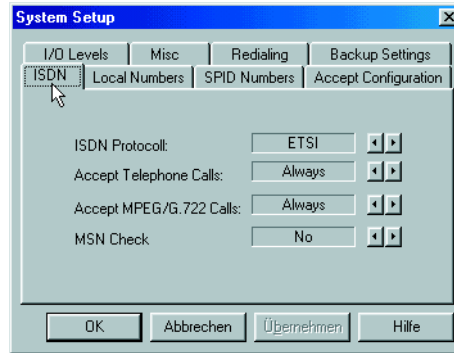 System Setup
I/O Levels Misc Redialing Backup Settings
ISDN Local Numbers SPID Numbers Accept Configuration
ISDN Protocoll: ETSI
Accept Telephone Calls: Always
Accept MPEG/G.722 Calls: Always
MSN Check No
OK Abbrechen Übernehmen Hilfe